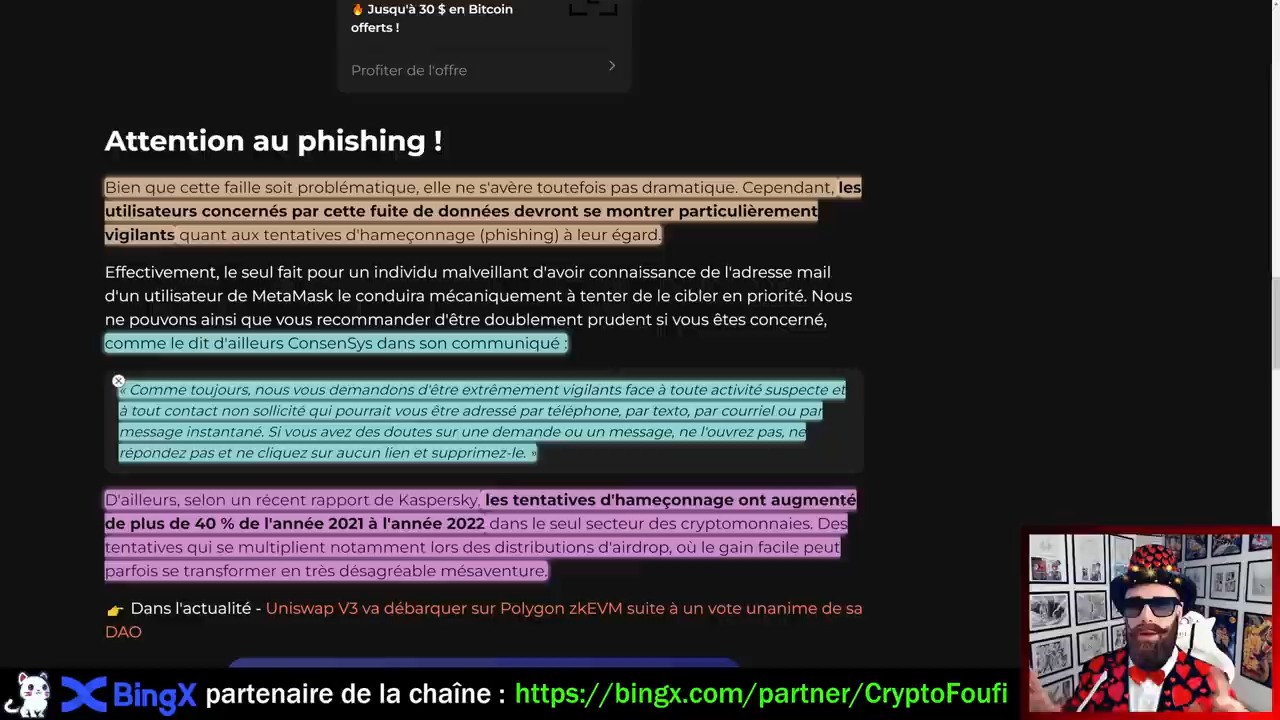 🔥 Jusqu'à 30 $ en Bitcoin
offerts !
Profiter de l'offre
Attention au phishing !
Bien que cette faille soit problématique, elle ne s'avère toutefois pas dramatique. Cependant, les
utilisateurs concernés par cette fuite de données devront se montrer particulièrement
vigilants quant aux tentatives d'hameçonnage (phishing) à leur égard.
Effectivement, le seul fait pour un individu malveillant d'avoir connaissance de l'adresse mail
d'un utilisateur de MetaMask le conduira mécaniquement à tenter de le cibler en priorité. Nous
ne pouvons ainsi que vous recommander d'être doublement prudent si vous êtes concerné,
comme le dit d'ailleurs ConsenSys dans son communiqué :
« Comme toujours, nous vous demandons d'être extrêmement vigilants face à toute activité suspecte et
à tout contact non sollicité qui pourrait vous être adressé par téléphone, par texto, par courriel ou par
message instantané. Si vous avez des doutes sur une demande ou un message, ne l'ouvrez pas, ne
répondez pas et ne cliquez sur aucun lien et supprimez-le. »
D'ailleurs, selon un récent rapport de Kaspersky, les tentatives d'hameçonnage ont augmenté
de plus de 40 % de l'année 2021 à l'année 2022 dans le seul secteur des cryptomonnaies. Des
tentatives qui se multiplient notamment lors des distributions d'airdrop, où le gain facile peut
parfois se transformer en très désagréable mésaventure.
👉 Dans l'actualité - Uniswap V3 va débarquer sur Polygon zkEVM suite à un vote unanime de sa
DAO
BingX partenaire de la chaîne : https://bingx.com/partner/CryptoFoufi